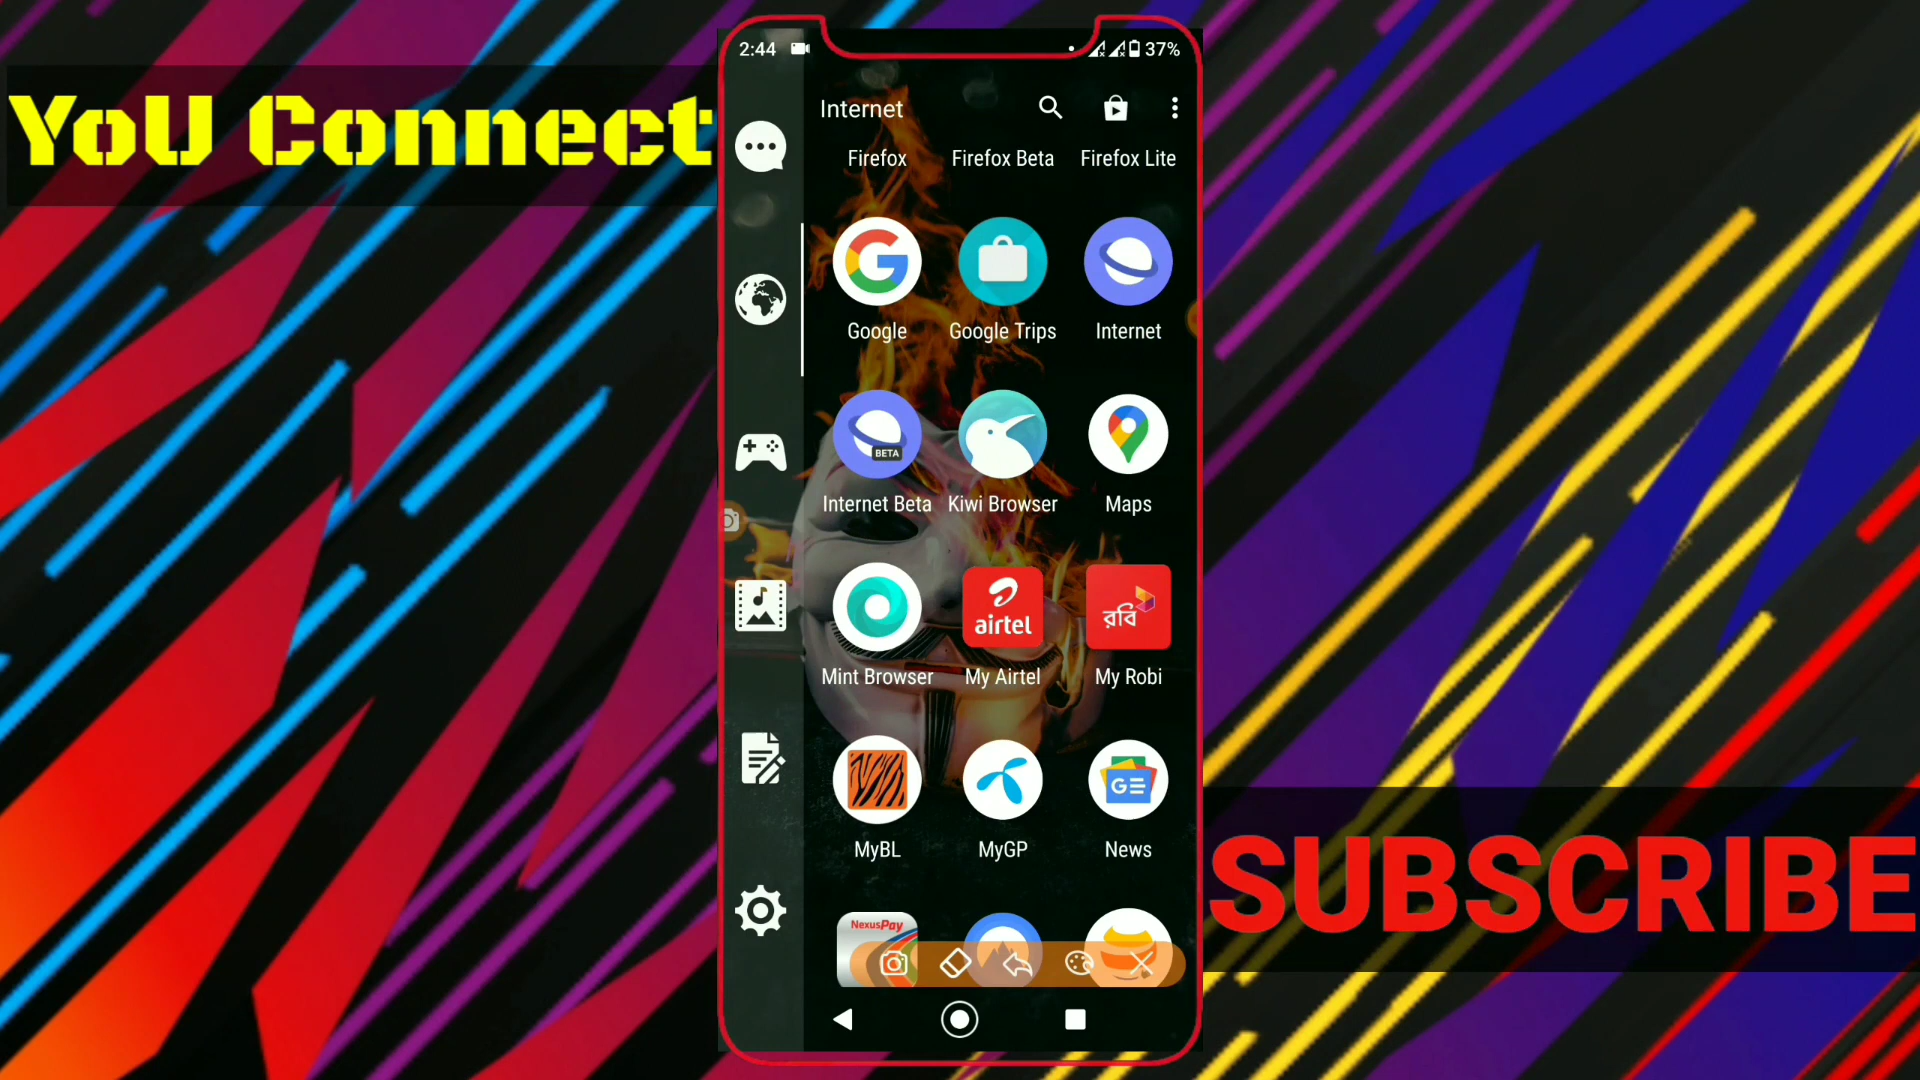 2:44
37%
YoU Connect
Internet
Firefox
Firefox Beta
Firefox Lite
Google
Google Trips
Internet
BETA
Internet Beta
Kiwi Browser
Maps
airtel
রবি
Mint Browser
My Airtel
My Robi
GE
MyBL
MyGP
News
NexusPay
SUBSCRIBE